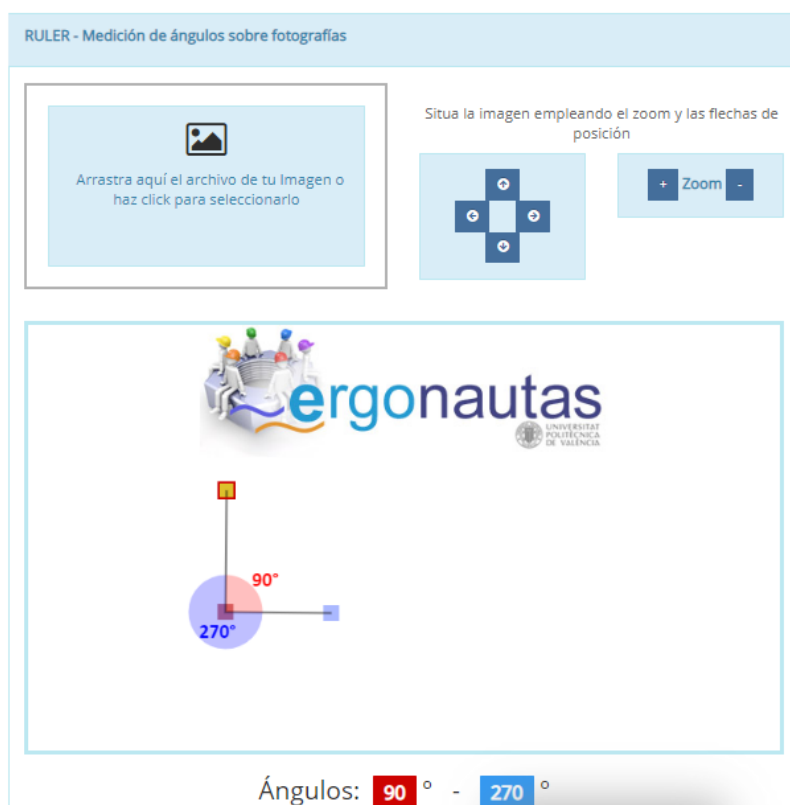 RULER - Medición de ángulos sobre fotografías
Arrastra aquí el archivo de tu Imagen o
haz click para seleccionarlo
Situa la imagen empleando el zoom y las flechas de
posición
+ Zoom -
ergonautas
UNIVERSITAT
POLITÈCNICA
DE VALÈNCIA
90°
270°
Ángulos: 90 ° - 270 °